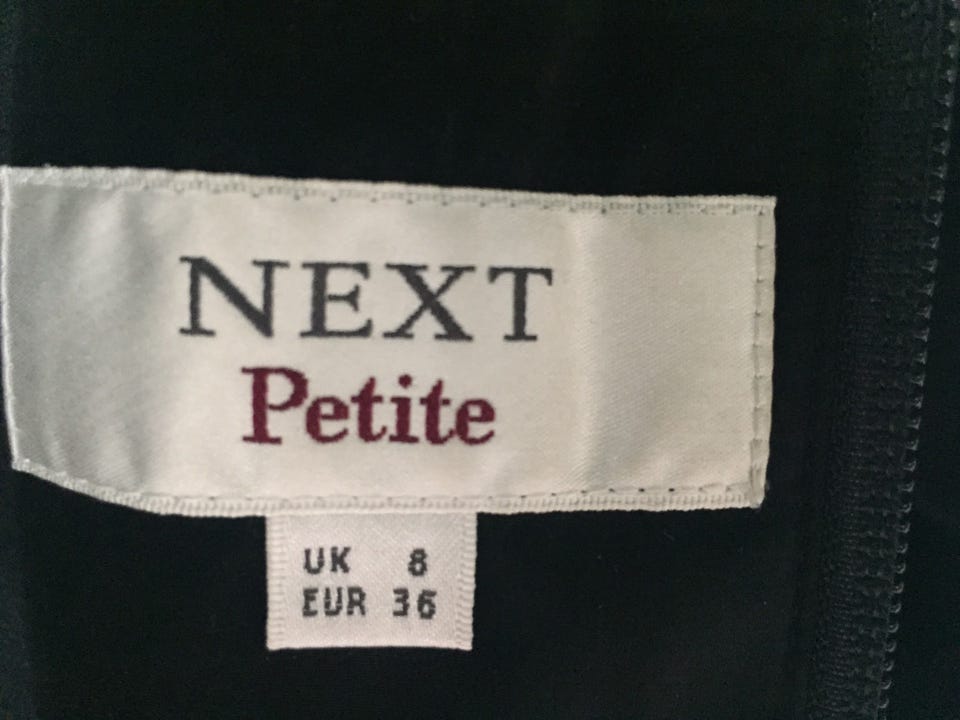 NEXT
Petite
UK 8
EUR 36